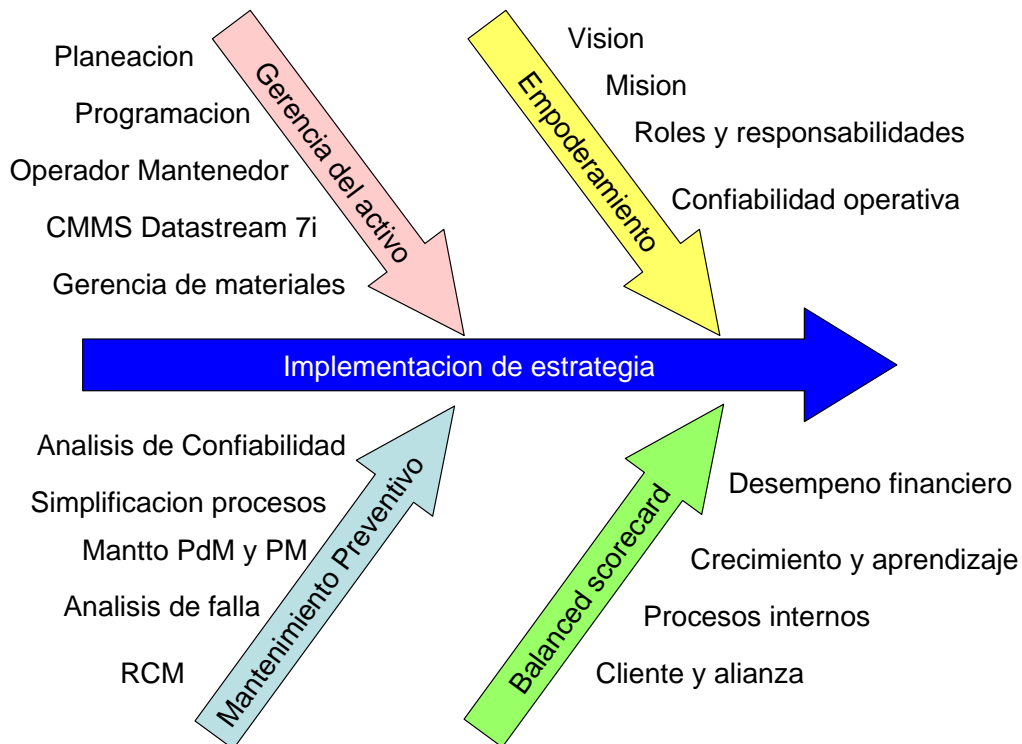 Planeacion
Programacion
Operador Mantenedor
CMMS Datastream 7i
Gerencia de materiales
Gerencia del activo
Vision
Mision
Roles y responsabilidades
Confiabilidad operativa
Empoderamiento
Implementacion de estrategia
Analisis de Confiabilidad
Simplificacion procesos
Mantto PdM y PM
Analisis de falla
RCM
Mantenimiento Preventivo
Desempeno financiero
Crecimiento y aprendizaje
Procesos internos
Cliente y alianza
Balanced scorecard